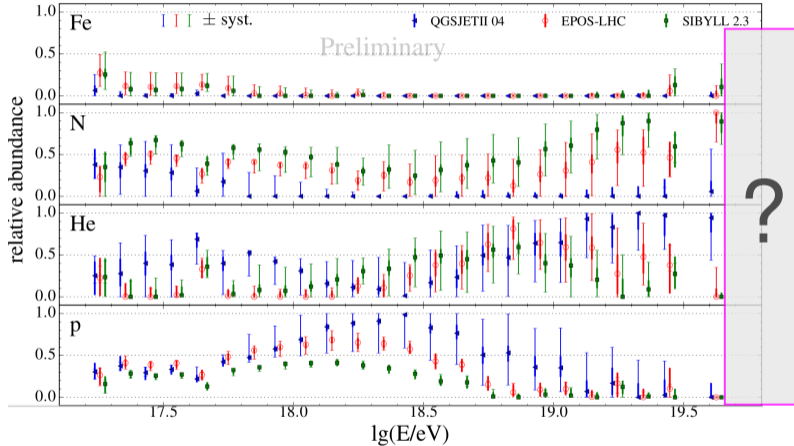 ± syst. QGSJETII 04 EPOS-LHC SIBYLL 2.3
1.0 Fe
Preliminary
0.5
0.0
1.0 N
0.5
0.0
1.0 He
0.5
0.0
1.0 p
0.5
0.0
relative abundance
?
17.5 18.0 18.5 19.0 19.5
lg(E/eV)